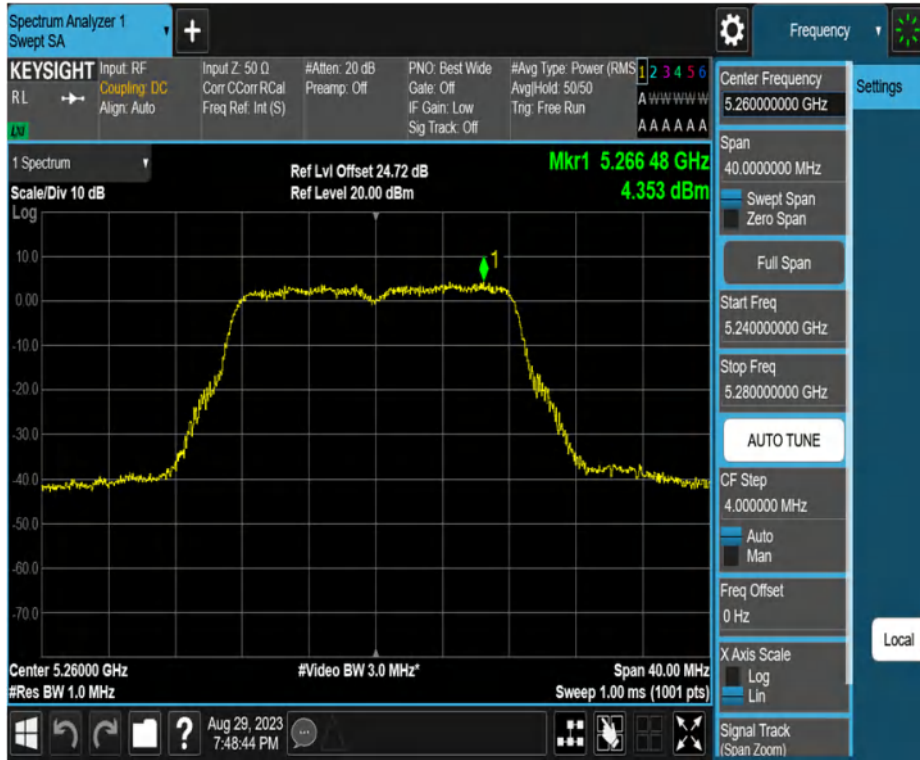 Spectrum Analyzer 1
Swept SA
+
Frequency
KEYSIGHT
RL
LXI
Input: RF
Coupling: DC
Align: Auto
Input Z: 50 Ω
Corr CCorr RCal
Freq Ref: Int (S)
#Atten: 20 dB
Preamp: Off
PNO: Best Wide
Gate: Off
IF Gain: Low
Sig Track: Off
#Avg Type: Power (RMS
Avg|Hold: 50/50
Trig: Free Run
1 2 3 4 5 6
A W W W W W
A A A A A A
1 Spectrum
Scale/Div 10 dB
Log
Ref Lvl Offset 24.72 dB
Ref Level 20.00 dBm
Mkr1 5.266 48 GHz
4.353 dBm
1
10.0
0.00
-10.0
-20.0
-30.0
-40.0
-50.0
-60.0
-70.0
Center 5.26000 GHz
#Res BW 1.0 MHz
#Video BW 3.0 MHz*
Span 40.00 MHz
Sweep 1.00 ms (1001 pts)
?
Aug 29, 2023
7:48:44 PM
Center Frequency
5.260000000 GHz
Span
40.0000000 MHz
Swept Span
Zero Span
Full Span
Start Freq
5.240000000 GHz
Stop Freq
5.280000000 GHz
AUTO TUNE
CF Step
4.000000 MHz
Auto
Man
Freq Offset
0 Hz
X Axis Scale
Log
Lin
Signal Track
(Span Zoom)
Settings
Local